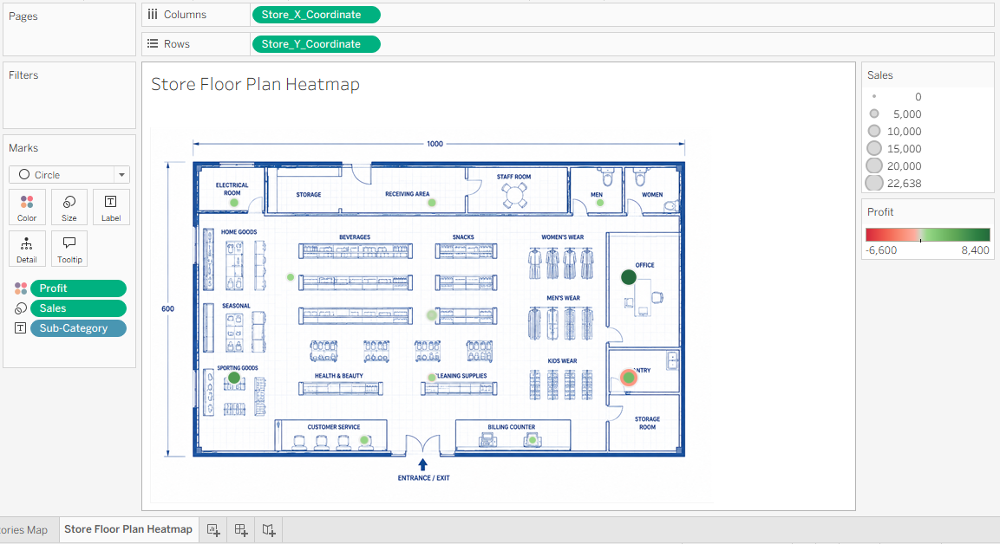 Pages
Columns
Store_X_Coordinate
Rows
Store_Y_Coordinate
Filters
Marks
Circle
Color
Size
T
Label
Detail
Tooltip
Profit
Sales
T
Sub-Category
Store Floor Plan Heatmap
1000
600
ELECTRICAL
ROOM
STORAGE
RECEIVING AREA
STAFF ROOM
MEN
WOMEN
HOME GOODS
BEVERAGES
SNACKS
WOMEN'S WEAR
OFFICE
SEASONAL
MEN'S WEAR
SPORTING GOODS
HEALTH & BEAUTY
LEANING SUPPLIES
KIDS WEAR
NTRY
STORAGE
ROOM
CUSTOMER SERVICE
BILLING COUNTER
ENTRANCE / EXIT
Sales
0
5,000
10,000
15,000
20,000
22,638
Profit
-6,600
8,400
ories Map
Store Floor Plan Heatmap